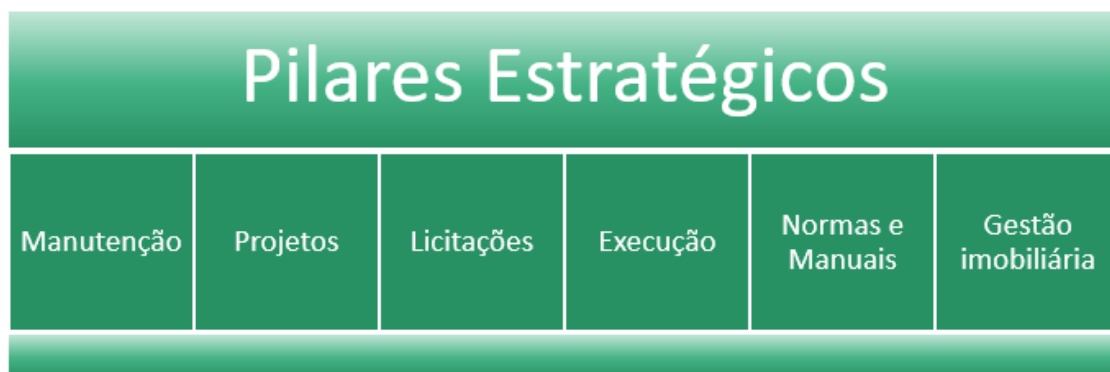 Pilares Estratégicos
Manutenção
Projetos
Licitações
Execução
Normas e
Manuais
Gestão
imobiliária